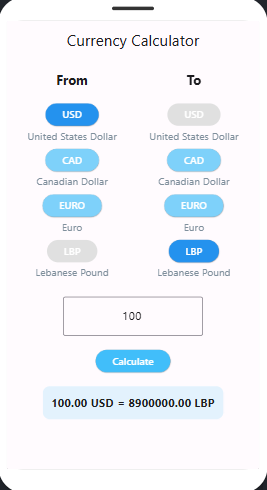 Currency Calculator
From To
USD USD
United States Dollar United States Dollar
CAD CAD
Canadian Dollar Canadian Dollar
EURO EURO
Euro Euro
LBP LBP
Lebanese Pound Lebanese Pound
100
Calculate
100.00 USD = 8900000.00 LBP